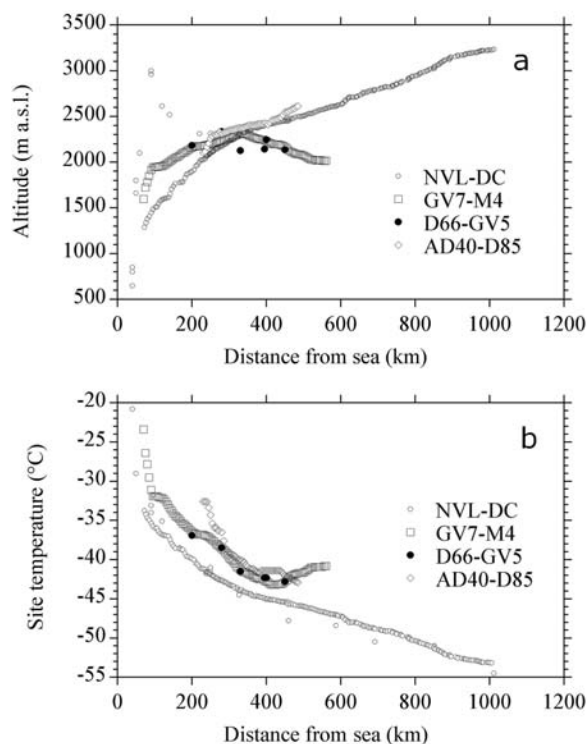 3500
a
3000
2500
2000
1500
1000
500
Altitude (m a.s.l.)
NVL-DC
GV7-M4
D66-GV5
AD40-D85
0 200 400 600 800 1000 1200
Distance from sea (km)
-20
b
-25
-30
-35
-40
-45
-50
-55
Site temperature (°C)
NVL-DC
GV7-M4
D66-GV5
AD40-D85
0 200 400 600 800 1000 1200
Distance from sea (km)